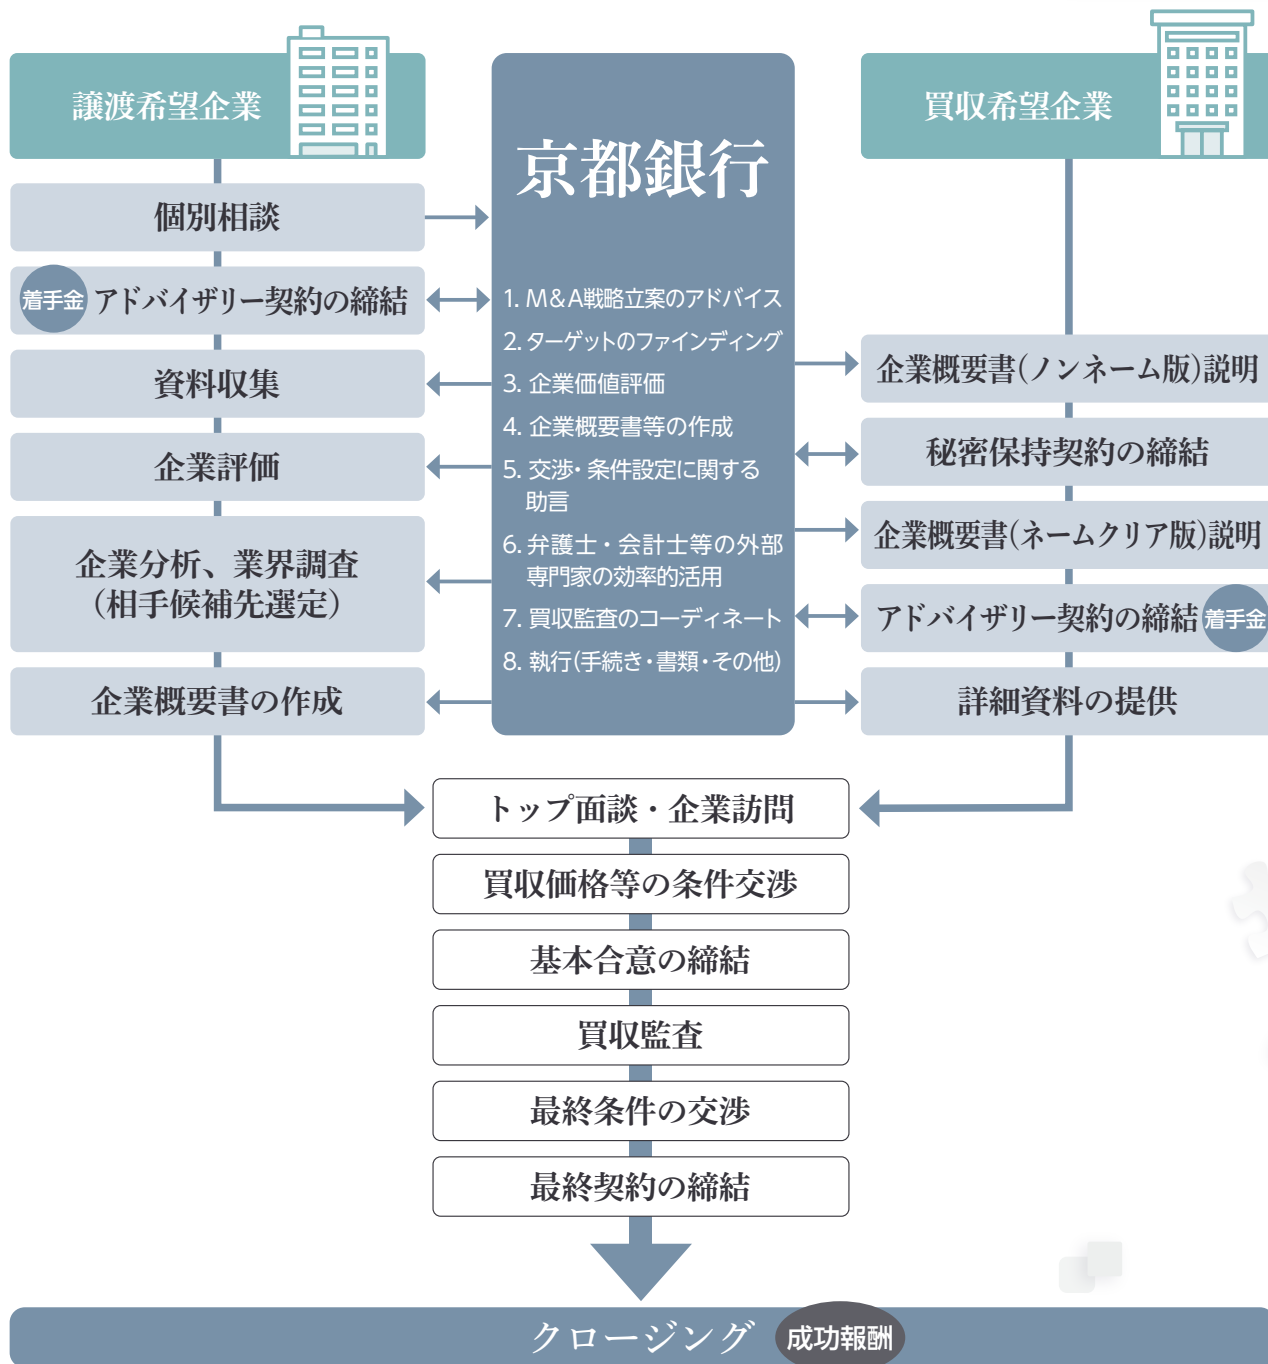 譲渡希望企業
個別相談
着手金 アドバイザリー契約の締結
資料収集
企業評価
企業分析、業界調査
(相手候補先選定)
企業概要書の作成
京都銀行
1. M&A戦略立案のアドバイス
2. ターゲットのファインディング
3. 企業価値評価
4. 企業概要書等の作成
5. 交渉・条件設定に関する
助言
6. 弁護士・会計士等の外部
専門家の効率的活用
7. 買収監査のコーディネート
8. 執行(手続き・書類・その他)
買収希望企業
企業概要書(ノンネーム版)説明
秘密保持契約の締結
企業概要書(ネームクリア版)説明
アドバイザリー契約の締結 着手金
詳細資料の提供
トップ面談・企業訪問
買収価格等の条件交渉
基本合意の締結
買収監査
最終条件の交渉
最終契約の締結
クロージング 成功報酬